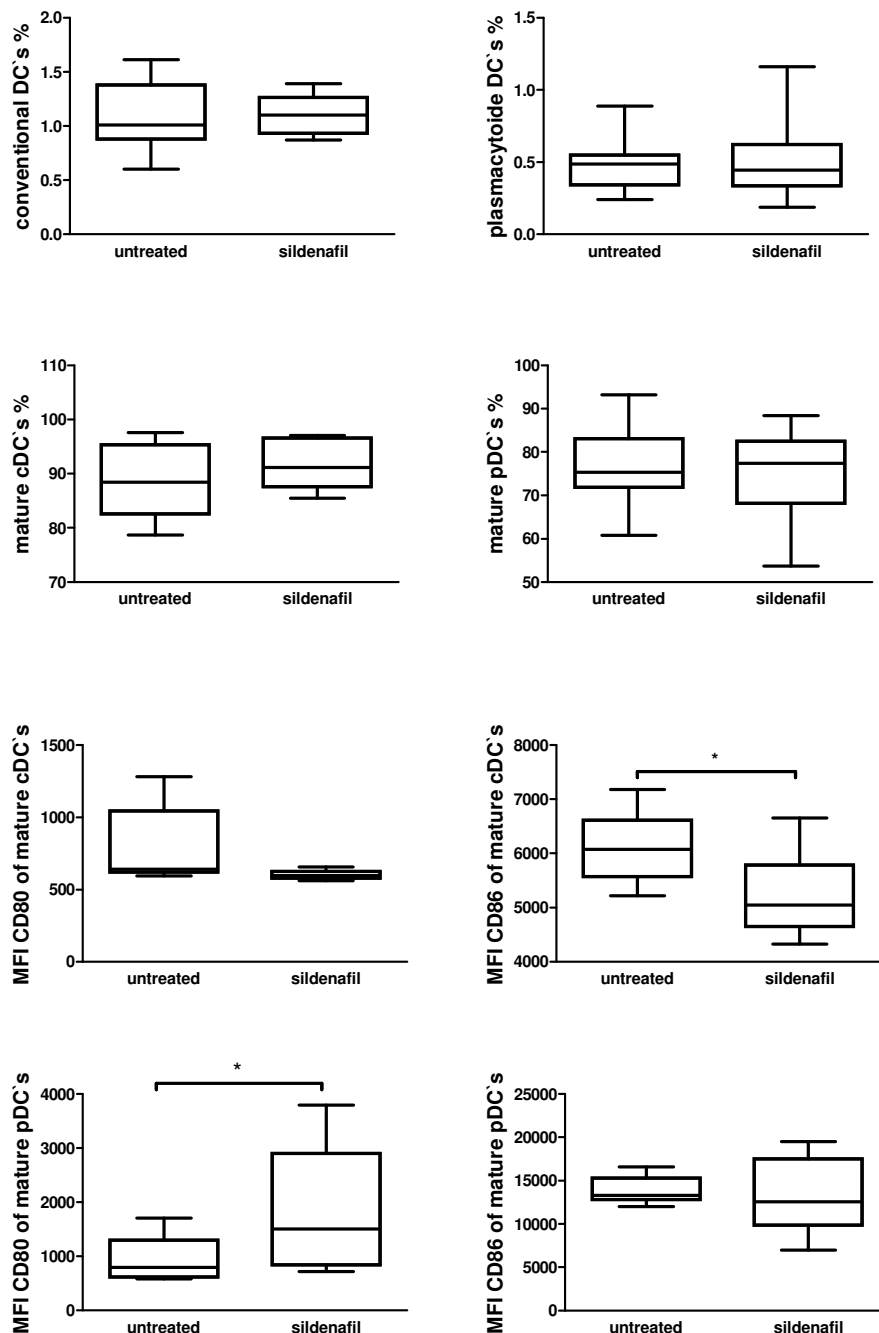 conventional DC`s %
2.0
1.5
1.0
0.5
0.0
untreated sildenafil
plasmacytoide DC`s %
1.5
1.0
0.5
0.0
untreated sildenafil
mature cDC`s %
110
100
90
80
70
untreated sildenafil
mature pDC`s %
100
90
80
70
60
50
untreated sildenafil
MFI CD80 of mature cDC`s
1500
1000
500
0
untreated sildenafil
MFI CD86 of mature cDC`s
8000
7000
6000
5000
4000
*
untreated sildenafil
MFI CD80 of mature pDC`s
4000
3000
2000
1000
0
*
untreated sildenafil
MFI CD86 of mature pDC`s
25000
20000
15000
10000
5000
0
untreated sildenafil